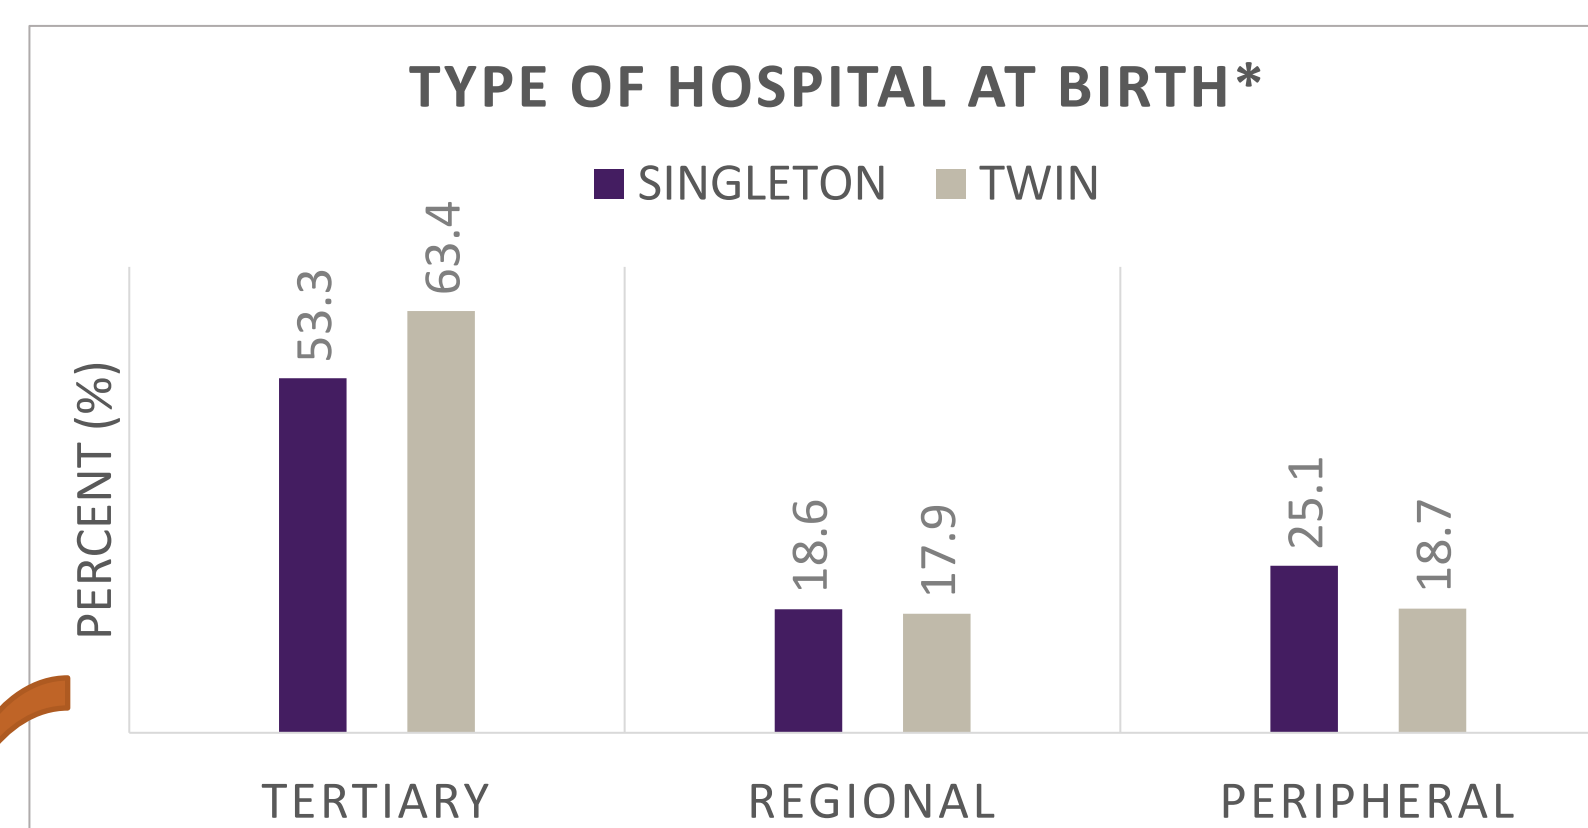 TYPE OF HOSPITAL AT BIRTH*
SINGLETON TWIN
PERCENT (%)
53.3 63.4 18.6 17.9 25.1 18.7
TERTIARY REGIONAL PERIPHERAL